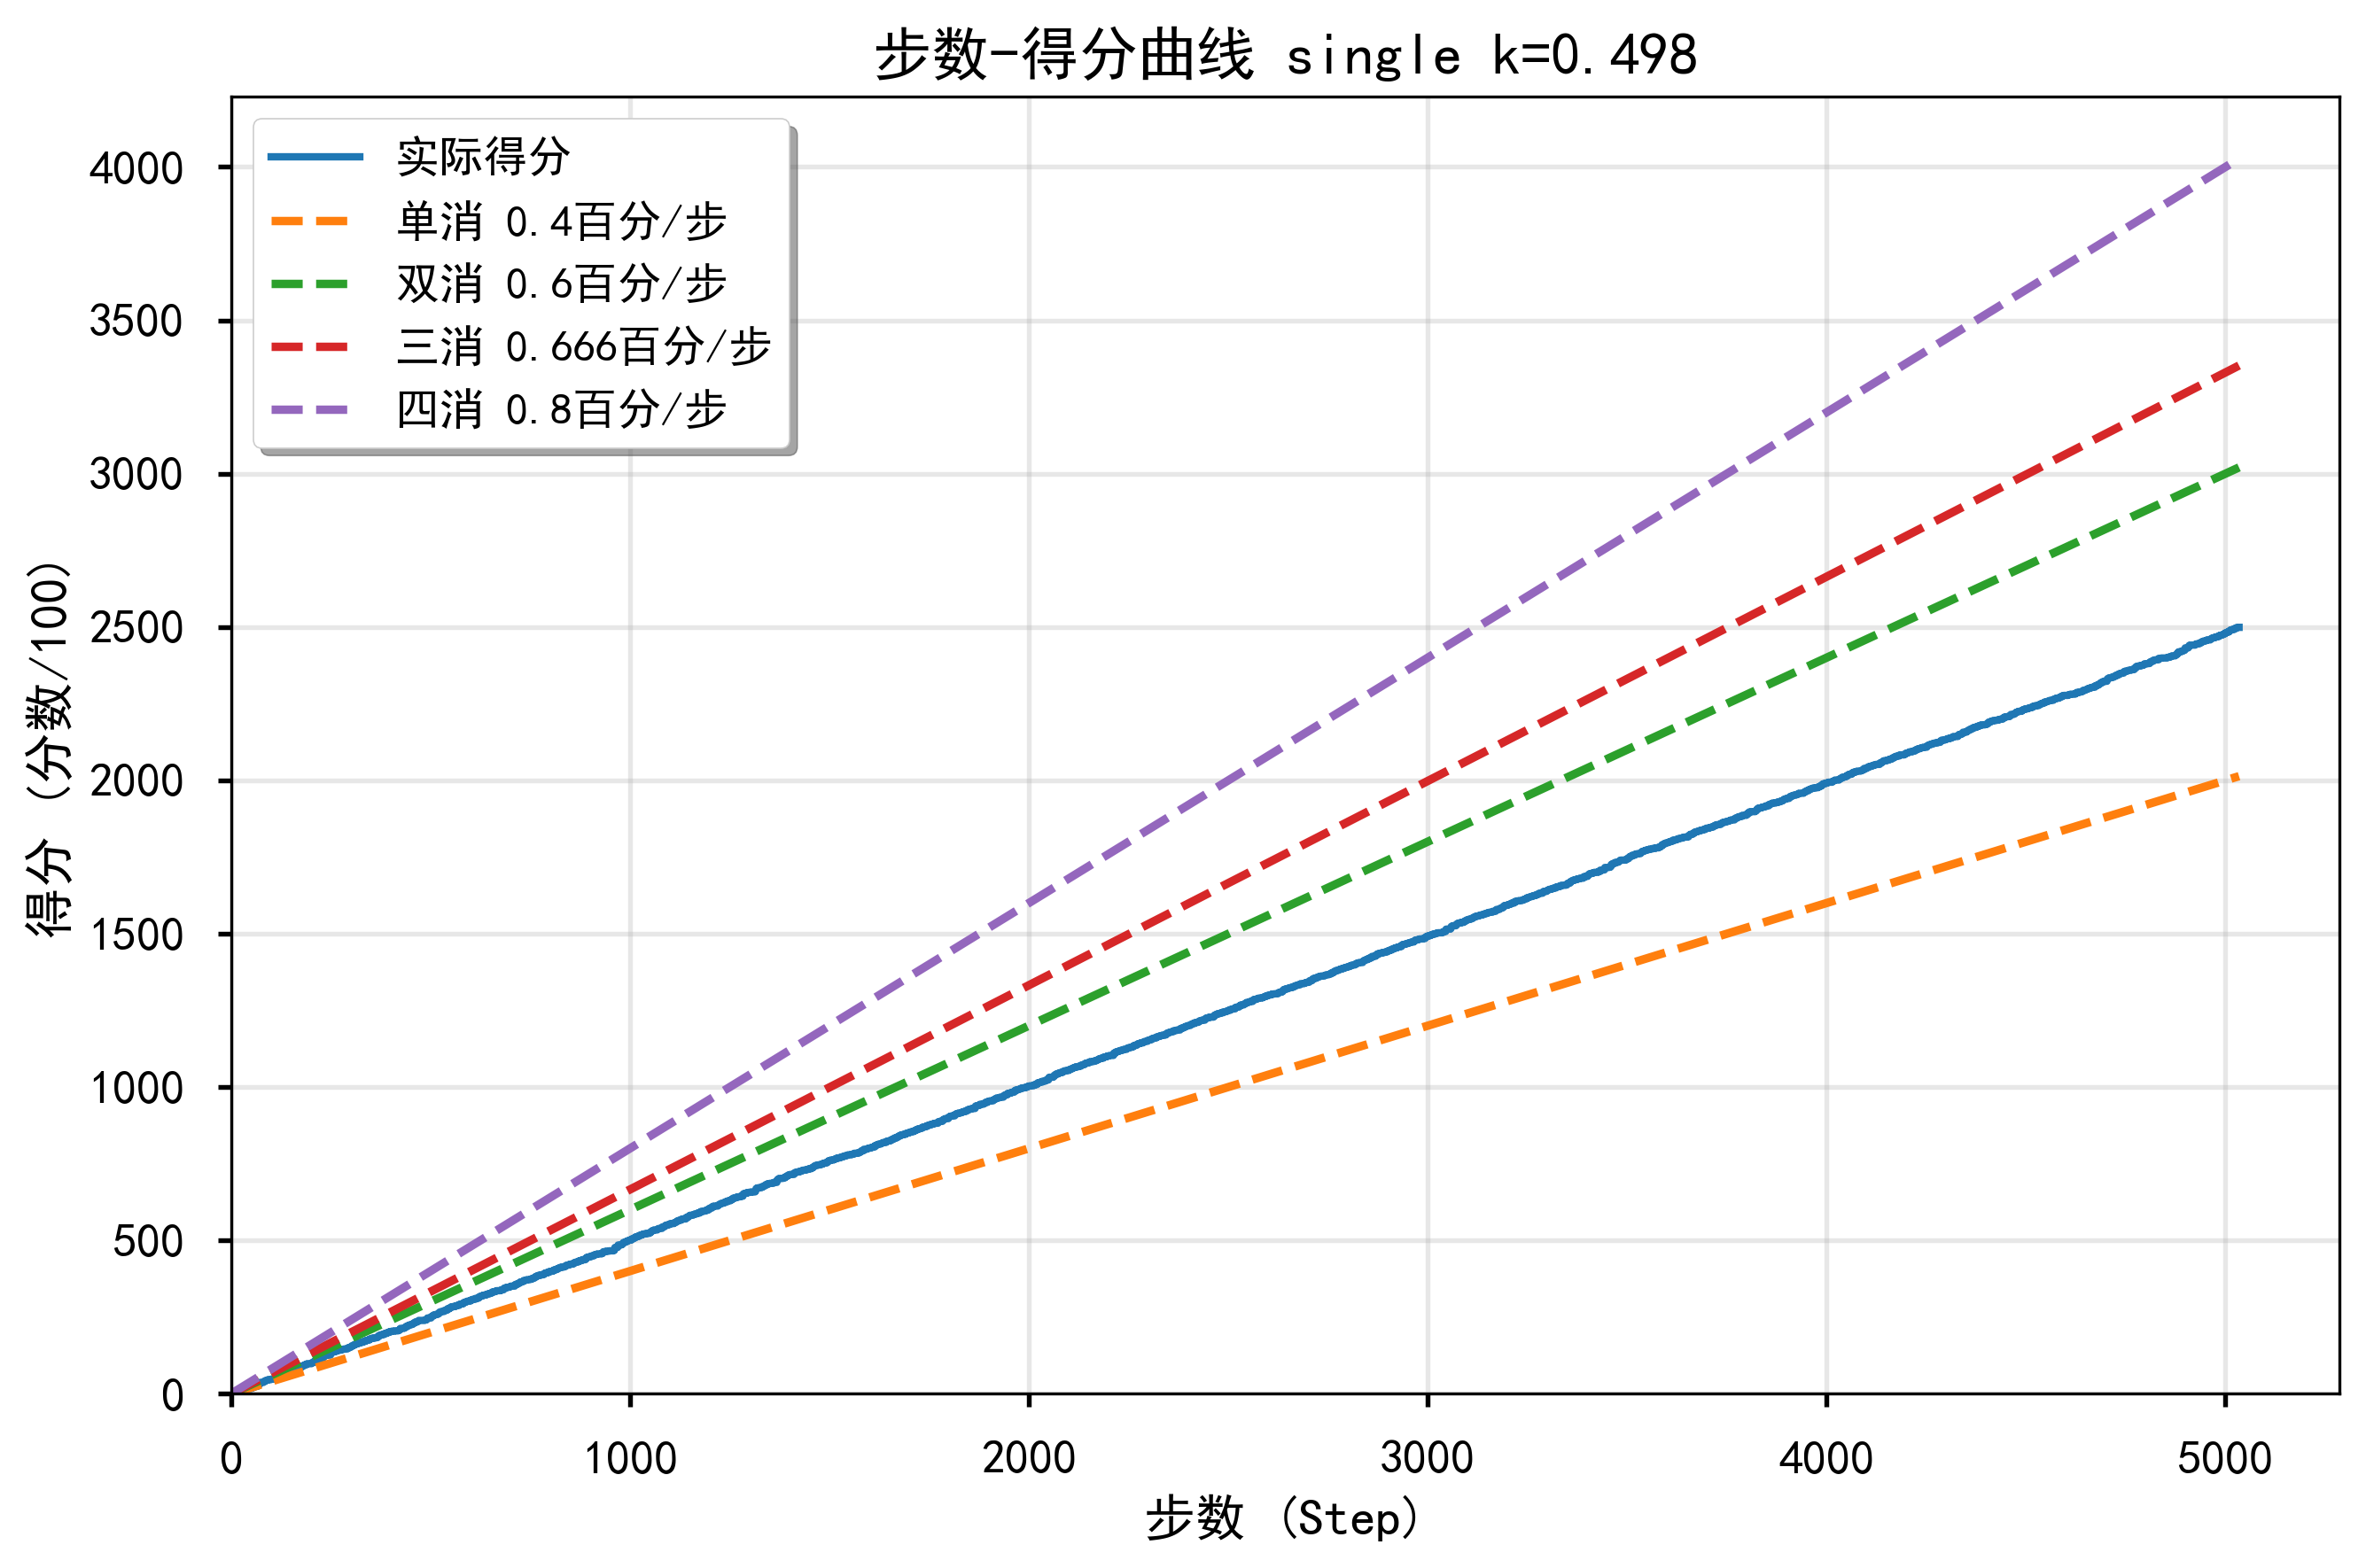 步数-得分曲线 single k=0.498
实际得分
单消 0.4百分/步
双消 0.6百分/步
三消 0.666百分/步
四消 0.8百分/步
得分 (分数/100)
4000
3500
3000
2500
2000
1500
1000
500
0
0 1000 2000 3000 4000 5000
步数 (Step)